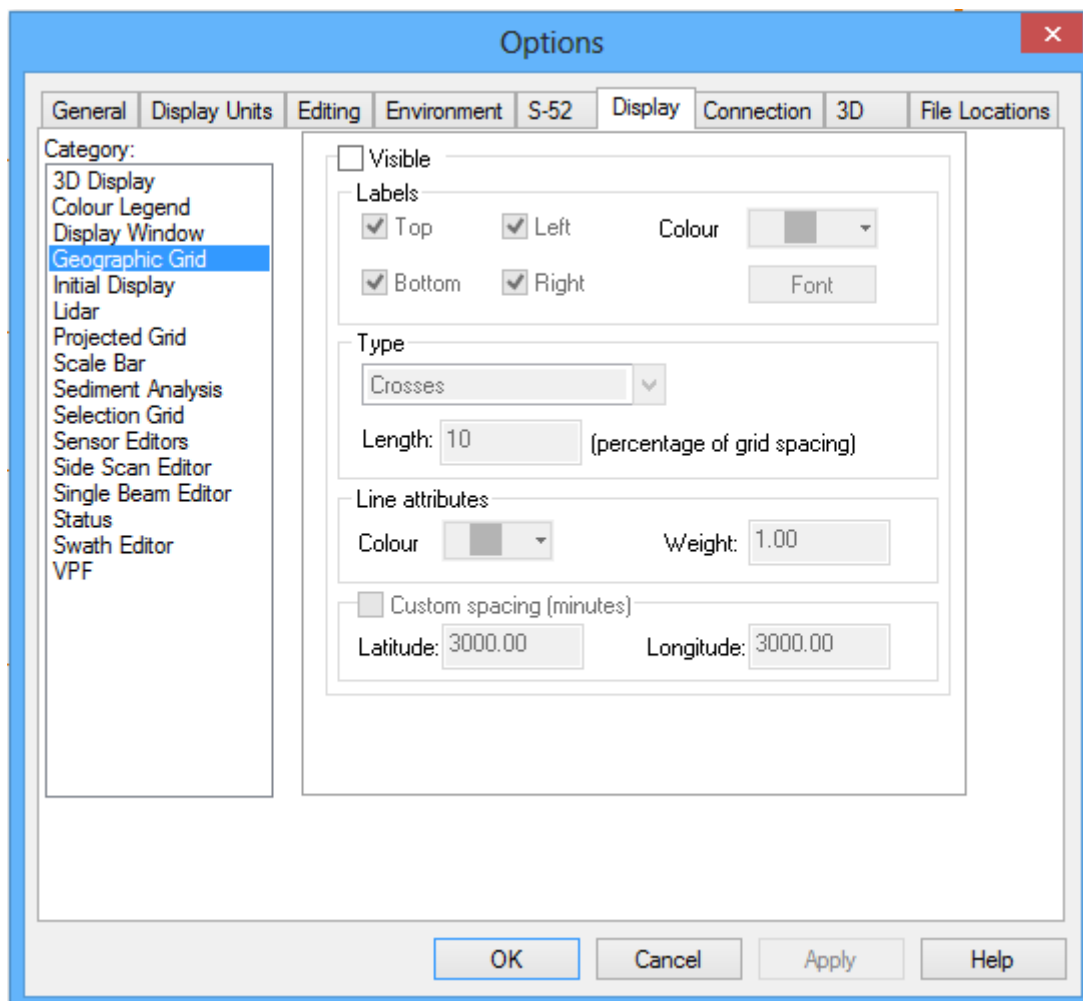 Options
General Display Units Editing Environment S-52 Display Connection 3D File Locations
Category:
3D Display
Colour Legend
Display Window
Geographic Grid
Initial Display
Lidar
Projected Grid
Scale Bar
Sediment Analysis
Selection Grid
Sensor Editors
Side Scan Editor
Single Beam Editor
Status
Swath Editor
VPF
Visible
Labels
Top Left Colour
Bottom Right Font
Type
Crosses
Length: 10 (percentage of grid spacing)
Line attributes
Colour Weight: 1.00
Custom spacing (minutes)
Latitude: 3000.00 Longitude: 3000.00
OK Cancel Apply Help